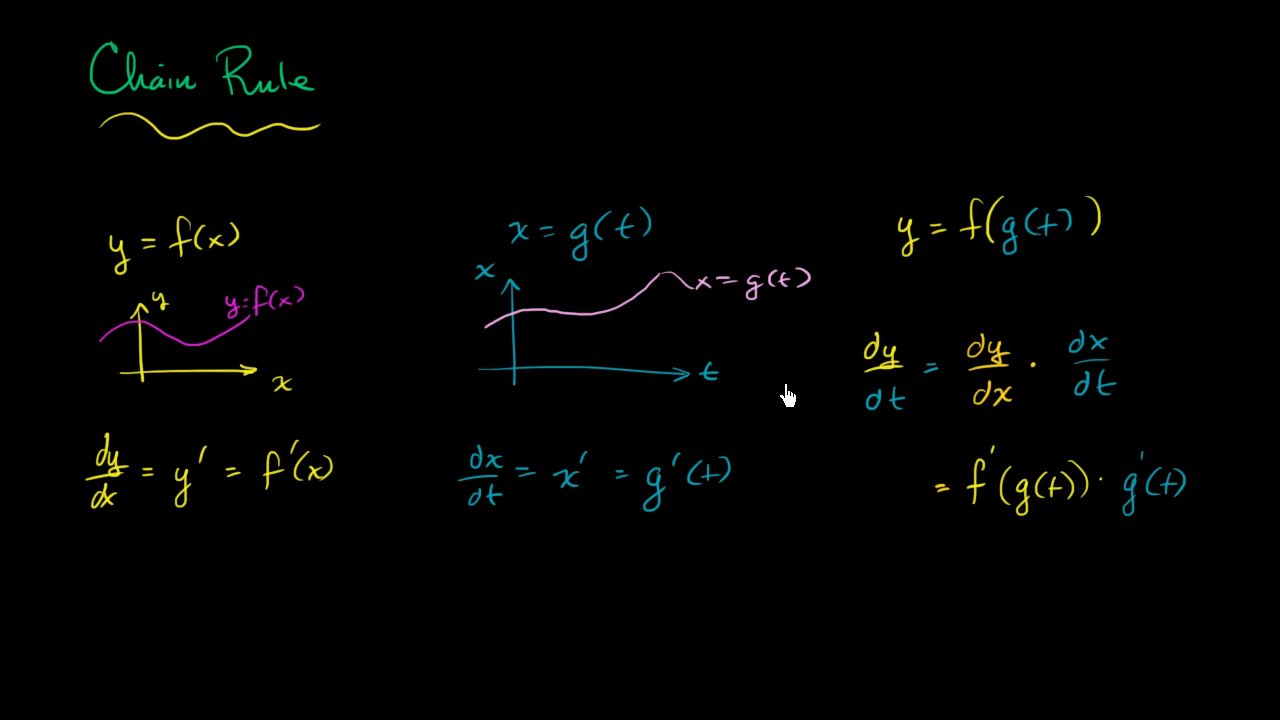 Chain Rule
y = f(x)
y
y=f(x)
x
dy/dx = y' = f'(x)
x = g(t)
x
x = g(t)
t
dx/dt = x' = g'(t)
y = f(g(t))
dy/dt = dy/dx · dx/dt
= f'(g(t)) · g'(t)